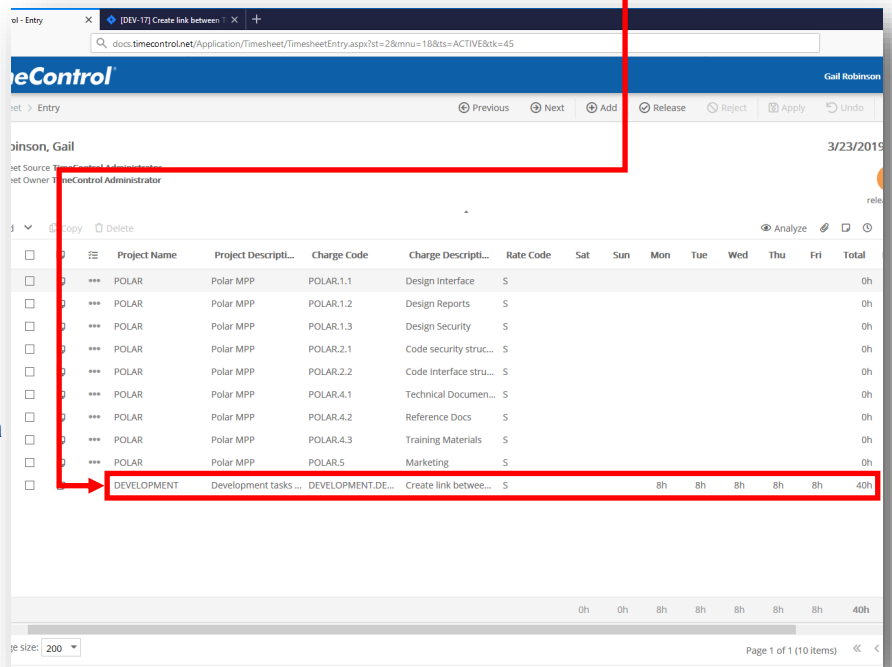 ol - Entry × [DEV-17] Create link between T × +
docs.timecontrol.net/Application/Timesheet/TimesheetEntry.aspx?st=2&mnu=18&ts=ACTIVE&tk=45
eControl® Gail Robinson
eet > Entry Previous Next Add Release Reject Apply Undo
binson, Gail 3/23/2019
et Source TimeControl Administrator
eet Owner TimeControl Administrator
rele
d Copy Delete Analyze
Project Name Project Descripti... Charge Code Charge Descripti... Rate Code Sat Sun Mon Tue Wed Thu Fri Total
POLAR Polar MPP POLAR.1.1 Design Interface S 0h
POLAR Polar MPP POLAR.1.2 Design Reports S 0h
POLAR Polar MPP POLAR.1.3 Design Security S 0h
POLAR Polar MPP POLAR.2.1 Code security struc... S 0h
POLAR Polar MPP POLAR.2.2 Code Interface stru... S 0h
POLAR Polar MPP POLAR.4.1 Technical Documen... S 0h
POLAR Polar MPP POLAR.4.2 Reference Docs S 0h
POLAR Polar MPP POLAR.4.3 Training Materials S 0h
POLAR Polar MPP POLAR.5 Marketing S 0h
DEVELOPMENT Development tasks ... DEVELOPMENT.DE... Create link betwee... S 8h 8h 8h 8h 8h 40h
0h 0h 8h 8h 8h 8h 8h 40h
ge size: 200 Page 1 of 1 (10 items)